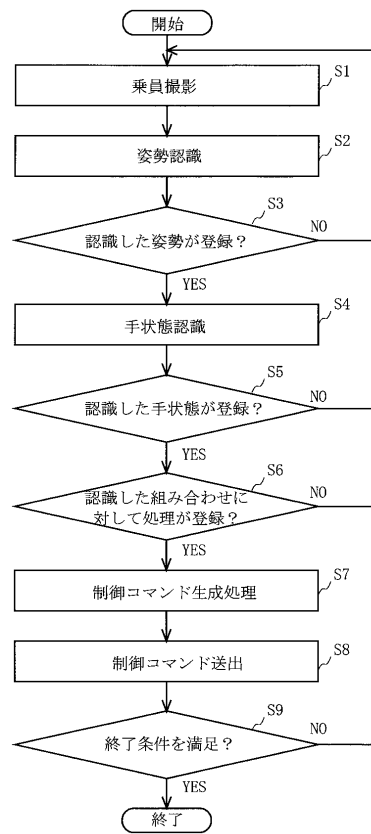 開始
S1
乗員撮影
S2
姿勢認識
S3
認識した姿勢が登録?
NO
YES
S4
手状態認識
S5
認識した手状態が登録?
NO
YES
S6
認識した組み合わせに
対して処理が登録?
NO
YES
S7
制御コマンド生成処理
S8
制御コマンド送出
S9
終了条件を満足?
NO
YES
終了